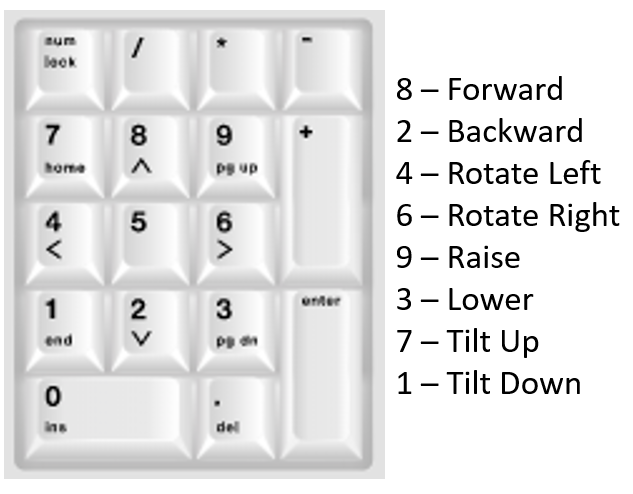 num
lock
/
*
-
7
home
8
^
9
pg up
+
4
<
5
6
>
1
end
2
v
3
pg dn
enter
0
ins
.
del
8 – Forward
2 – Backward
4 – Rotate Left
6 – Rotate Right
9 – Raise
3 – Lower
7 – Tilt Up
1 – Tilt Down